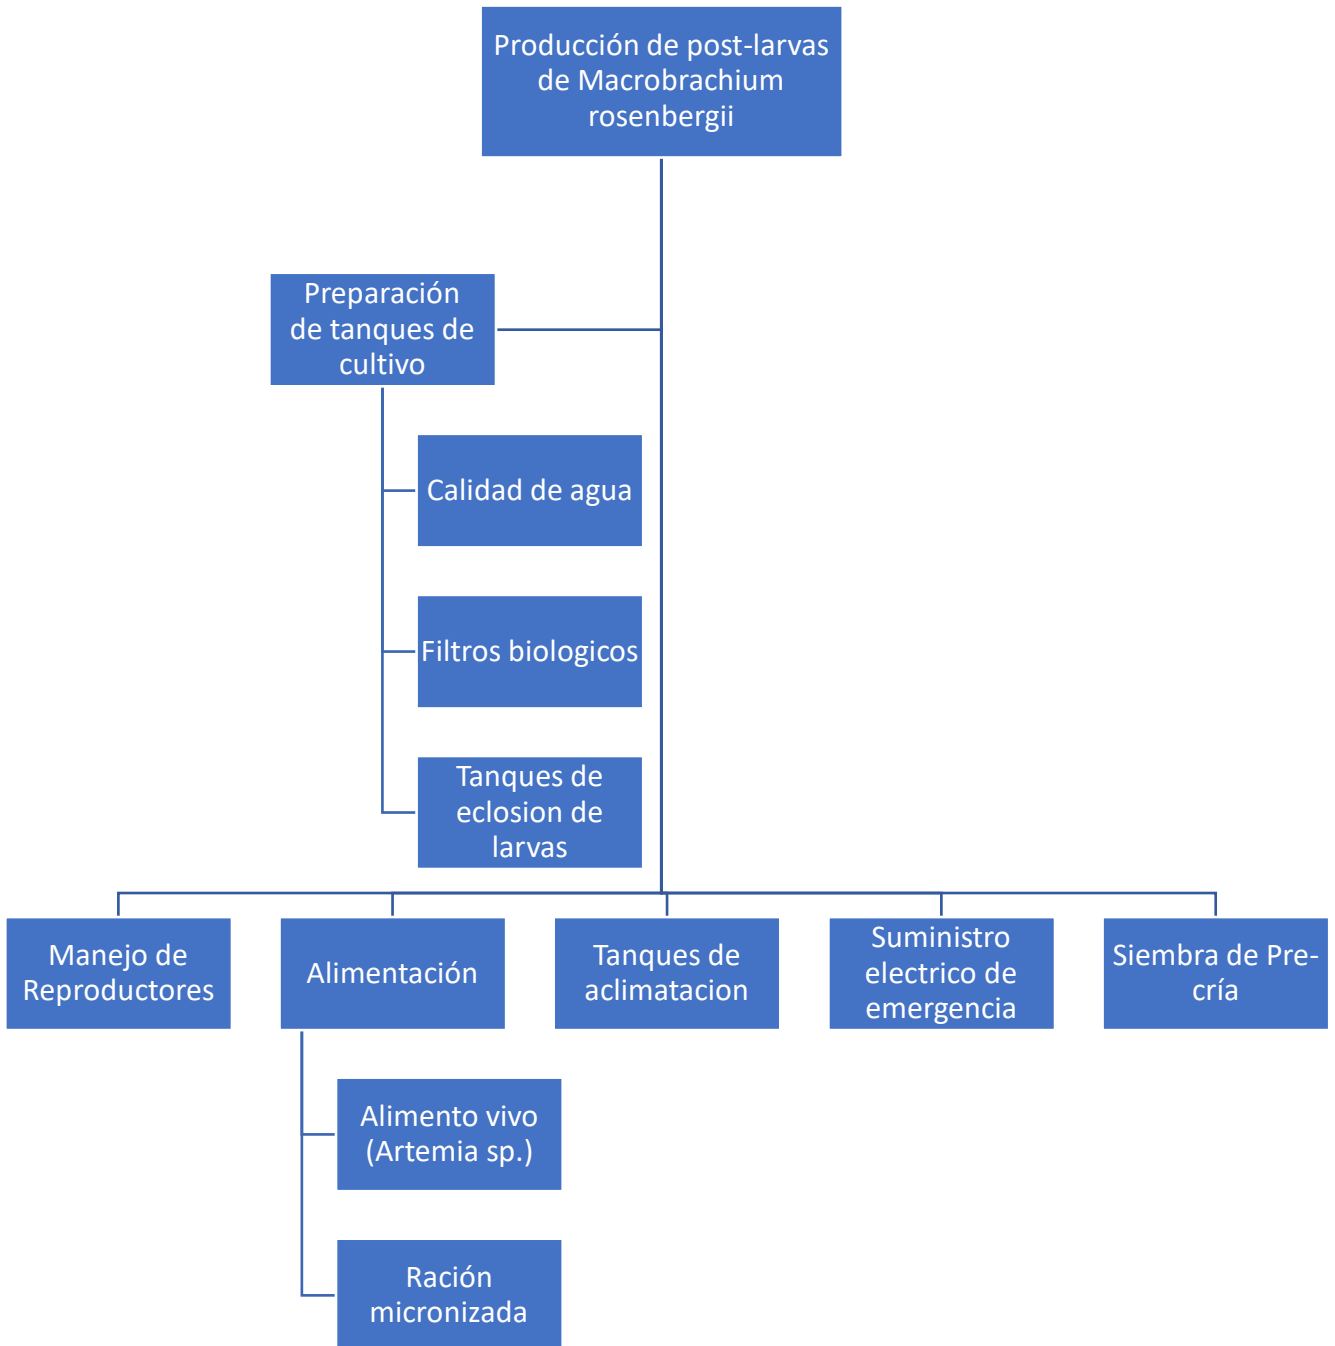 Producción de post-larvas
de Macrobrachium
rosenbergii
Preparación
de tanques de
cultivo
Calidad de agua
Filtros biologicos
Tanques de
eclosion de
larvas
Manejo de
Reproductores
Alimentación
Tanques de
aclimatacion
Suministro
electrico de
emergencia
Siembra de Pre-
cría
Alimento vivo
(Artemia sp.)
Ración
micronizada